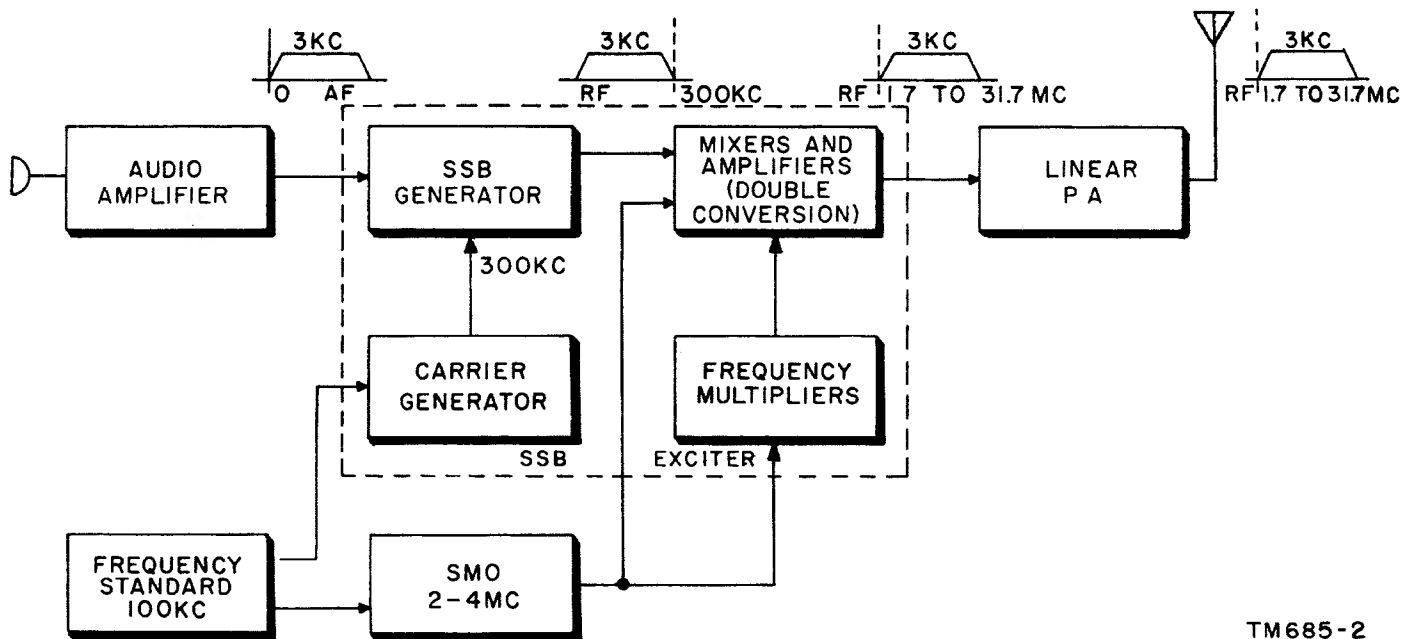 3KC
0 AF
3KC
RF 300KC
3KC
RF 1.7 TO 31.7 MC
3KC
RF 1.7 TO 31.7 MC
AUDIO
AMPLIFIER
SSB
GENERATOR
MIXERS AND
AMPLIFIERS
(DOUBLE
CONVERSION)
LINEAR
PA
300KC
CARRIER
GENERATOR
FREQUENCY
MULTIPLIERS
SSB EXCITER
FREQUENCY
STANDARD
100KC
SMO
2-4MC
TM685-2